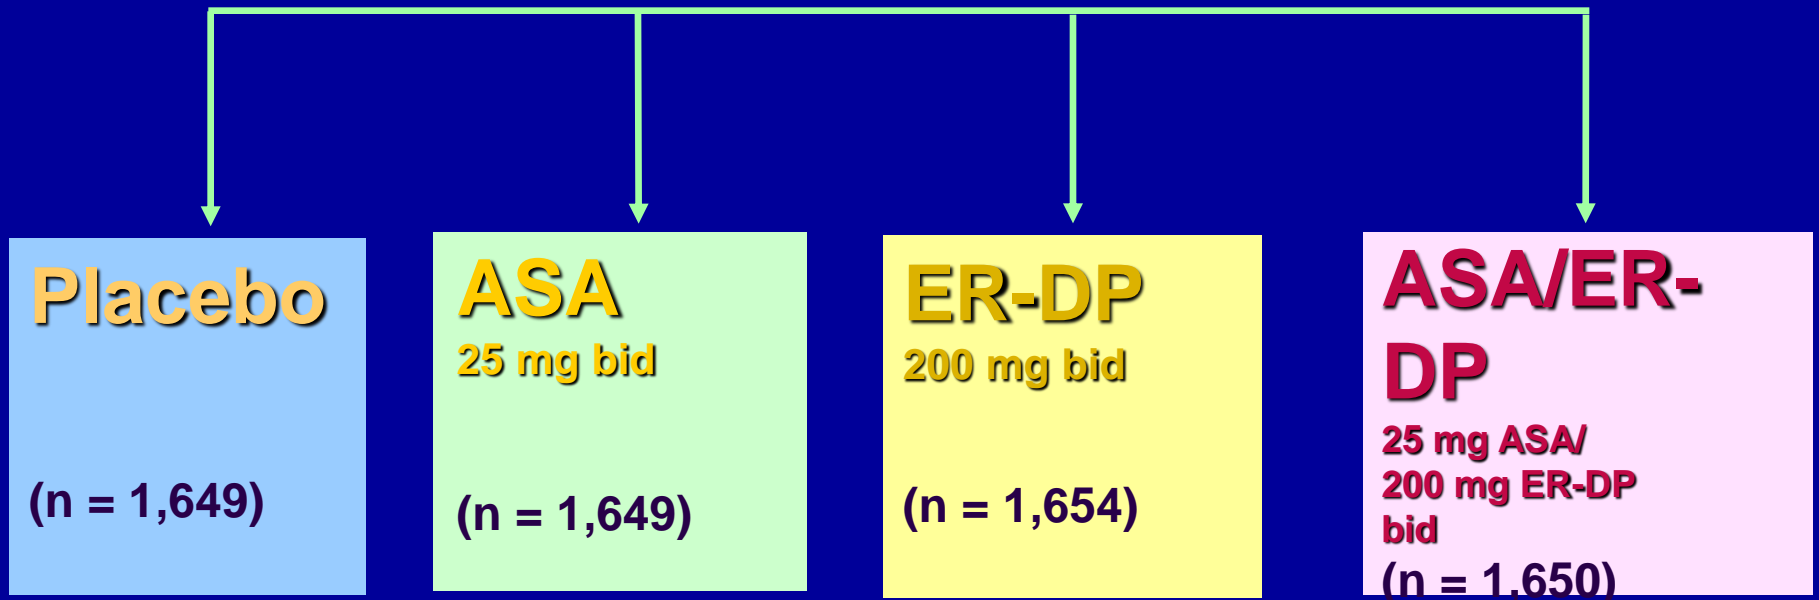 Placebo
(n = 1,649)
ASA
25 mg bid
(n = 1,649)
ER-DP
200 mg bid
(n = 1,654)
ASA/ER-
DP
25 mg ASA/
200 mg ER-DP
bid
(n = 1,650)